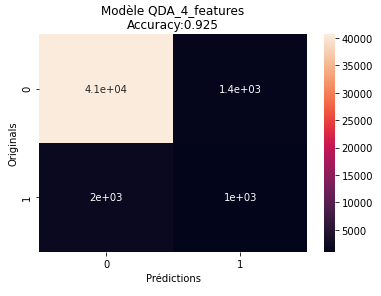 Modèle QDA_4_features
Accuracy:0.925
Originals
0
1
4.1e+04
1.4e+03
2e+03
1e+03
0
1
Prédictions
40000
35000
30000
25000
20000
15000
10000
5000